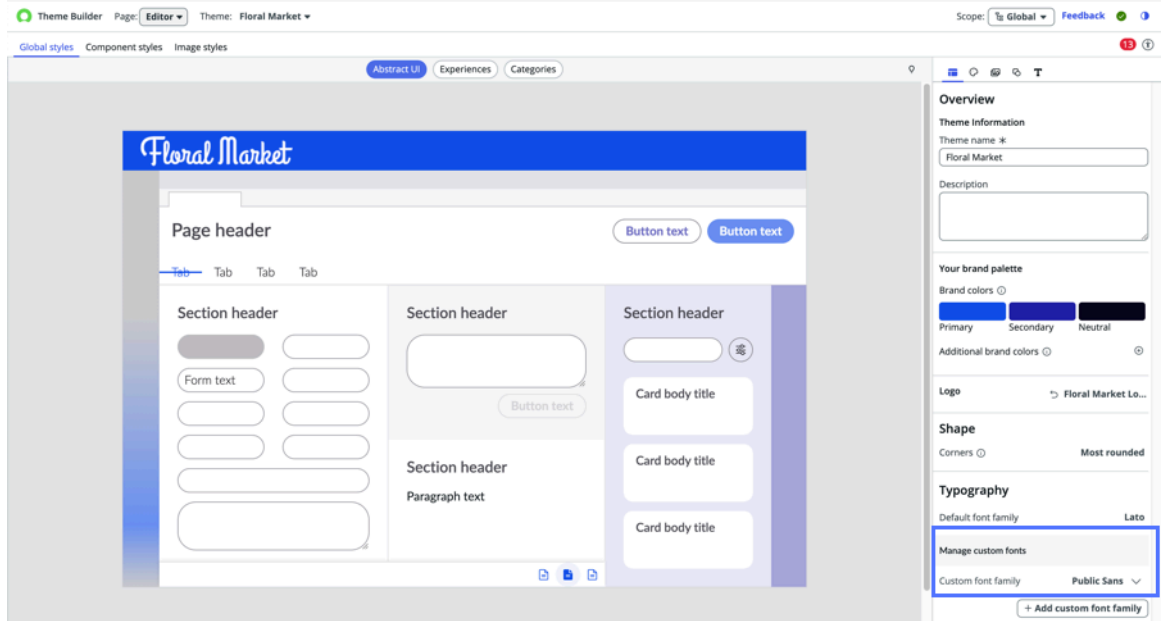 Theme Builder Page: Editor Theme: Floral Market Scope: Global Feedback
Global styles Component styles Image styles 13
Abstract UI Experiences Categories
Floral Market
Page header Button text Button text
Tab Tab Tab Tab
Section header
Form text
Section header
Button text
Section header
Paragraph text
Section header
Card body title
Card body title
Card body title
Overview
Theme Information
Theme name *
Floral Market
Description
Your brand palette
Brand colors
Primary Secondary Neutral
Additional brand colors
Logo Floral Market Lo...
Shape
Corners Most rounded
Typography
Default font family Lato
Manage custom fonts
Custom font family Public Sans
+ Add custom font family